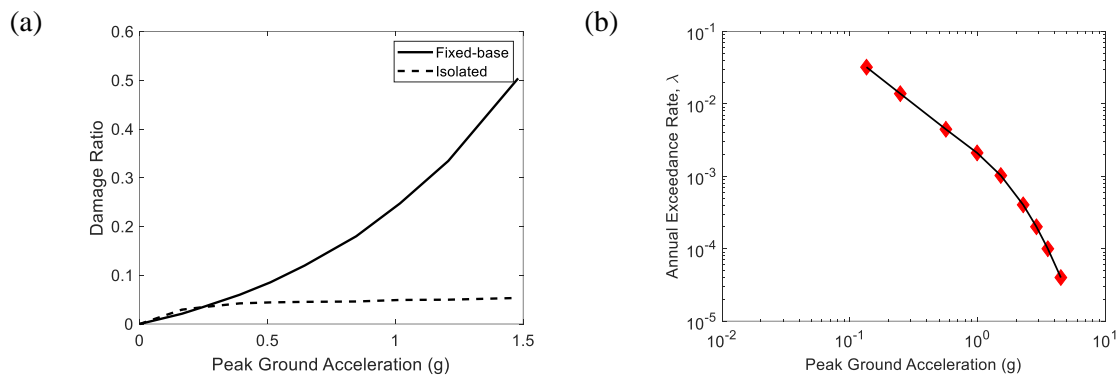 (a)
0.6
0.5
0.4
0.3
0.2
0.1
0
Damage Ratio
Fixed-base
Isolated
0 0.5 1 1.5
Peak Ground Acceleration (g)
(b)
10-1
10-2
10-3
10-4
10-5
Annual Exceedance Rate, λ
10-2 10-1 100 101
Peak Ground Acceleration (g)